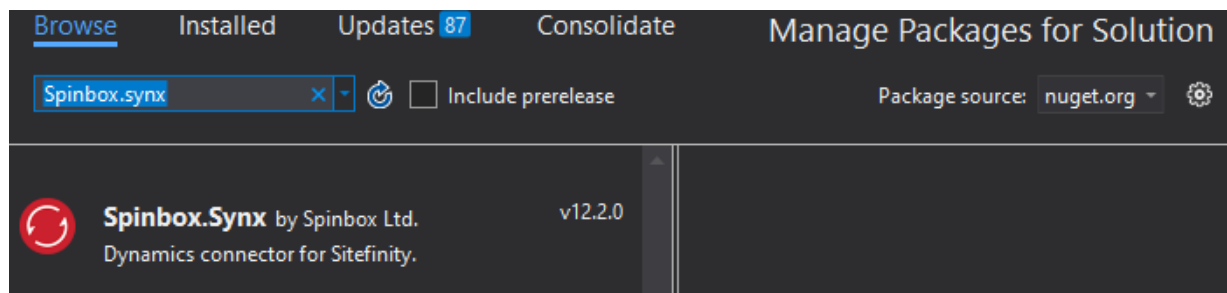 Browse Installed Updates 87 Consolidate Manage Packages for Solution
Spinbox.synx Include prerelease Package source: nuget.org
Spinbox.Synx by Spinbox Ltd. v12.2.0
Dynamics connector for Sitefinity.